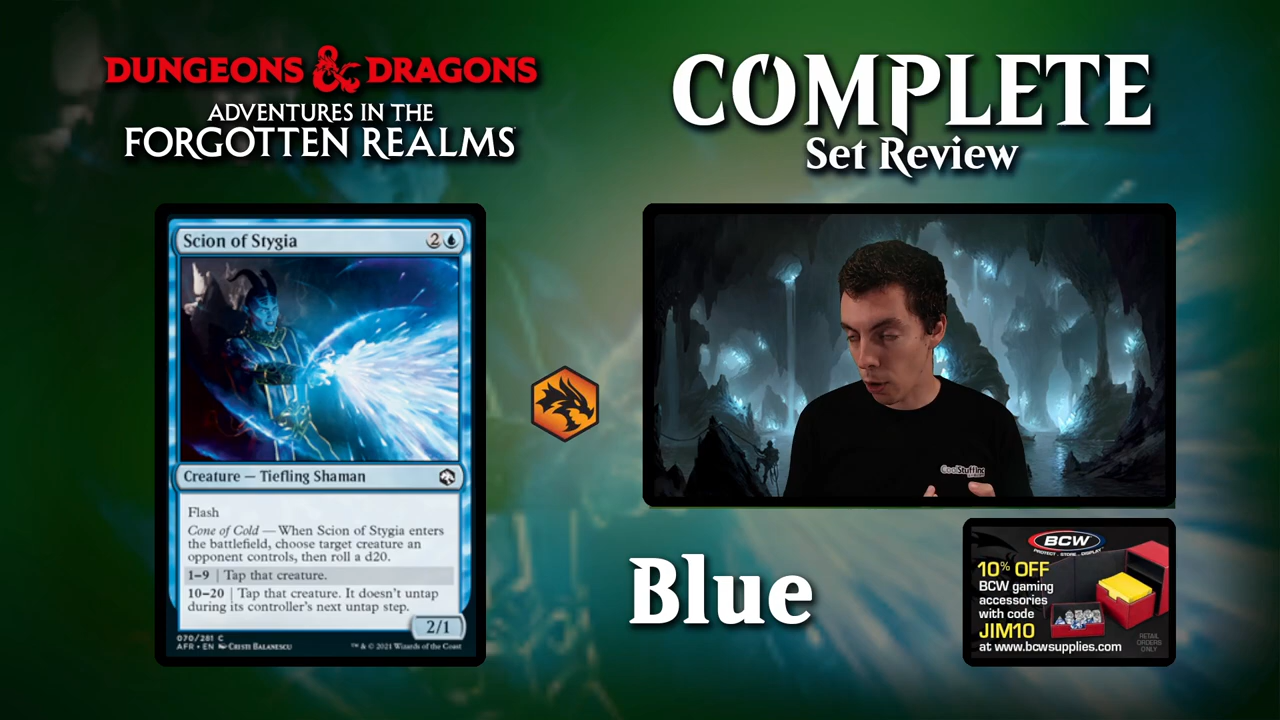 DUNGEONS & DRAGONS
ADVENTURES IN THE
FORGOTTEN REALMS
COMPLETE
Set Review
Scion of Stygia 2
Creature — Tiefling Shaman
Flash
Cone of Cold — When Scion of Stygia enters
the battlefield, choose target creature an
opponent controls, then roll a d20.
1–9 | Tap that creature.
10–20 | Tap that creature. It doesn't untap
during its controller's next untap step.
2/1
070/281 C
AFR • EN Cristi Balanescu
™ & © 2021 Wizards of the Coast
CoolStuffInc
Blue
BCW
PROTECT. STORE. DISPLAY.
10% OFF
BCW gaming
accessories
with code
JIM10
at www.bcwsupplies.com
RETAIL
ORDERS
ONLY